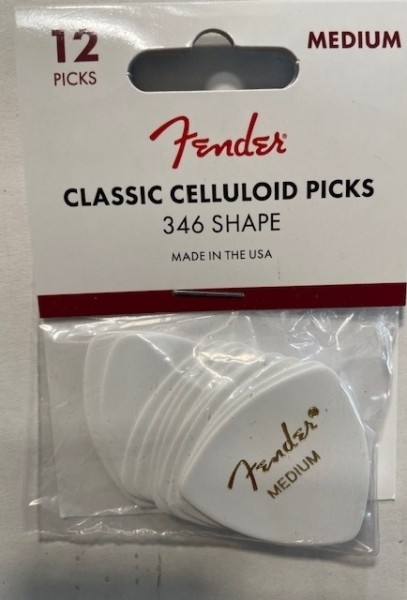 12
PICKS
MEDIUM
Fender®
CLASSIC CELLULOID PICKS
346 SHAPE
MADE IN THE USA
Fender®
MEDIUM